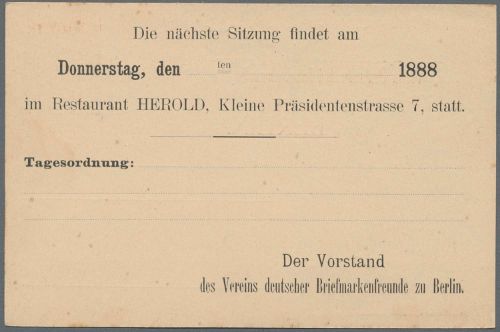 Die nächste Sitzung findet am
Donnerstag, den ten 1888
im Restaurant HEROLD, Kleine Präsidentenstrasse 7, statt.
Tagesordnung:
Der Vorstand
des Vereins deutscher Briefmarkenfreunde zu Berlin.